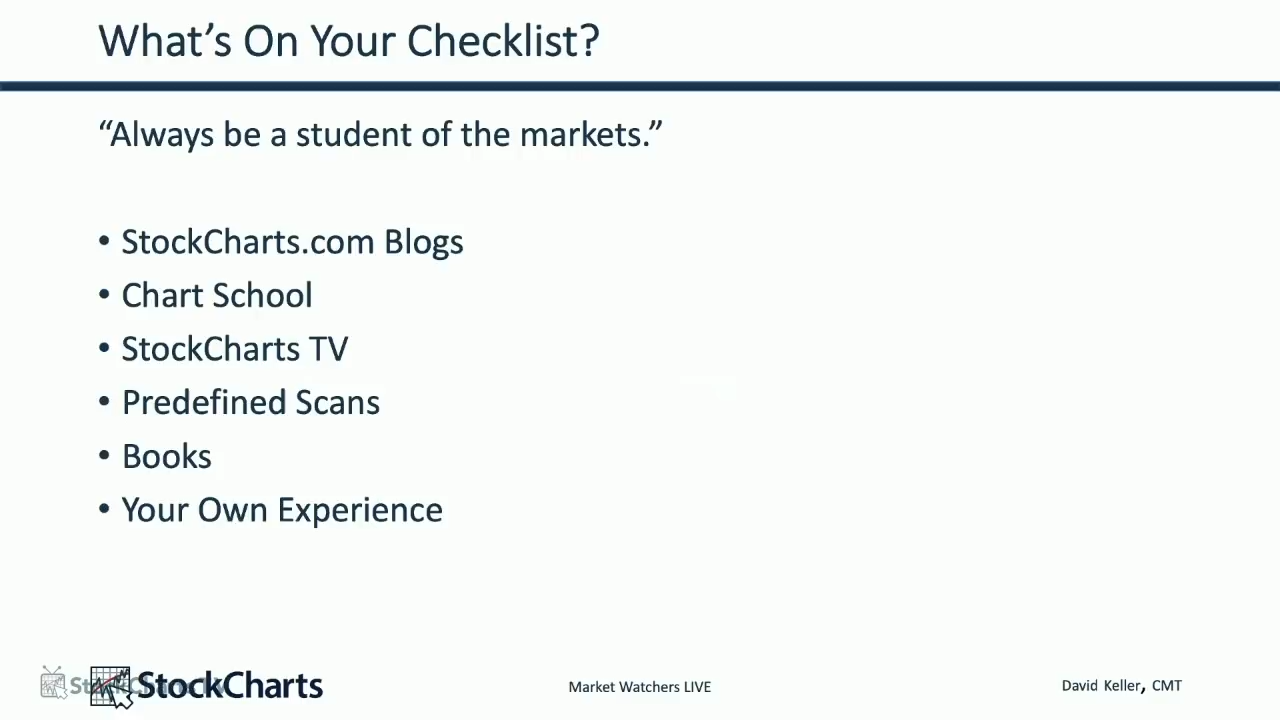 What’s On Your Checklist?
“Always be a student of the markets.”
• StockCharts.com Blogs
• Chart School
• StockCharts TV
• Predefined Scans
• Books
• Your Own Experience
StockCharts
Market Watchers LIVE
David Keller, CMT